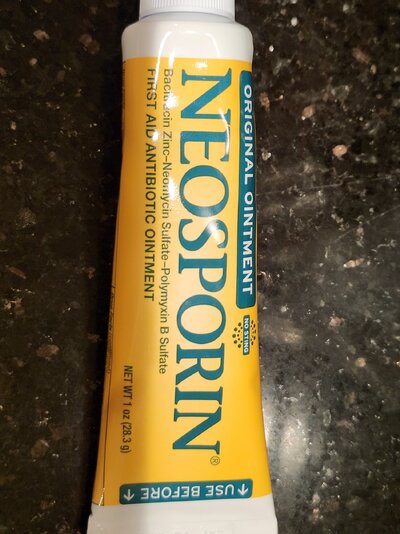 ORIGINAL OINTMENT
NO STING
NEOSPORIN®
Bacitracin Zinc–Neomycin Sulfate–Polymyxin B Sulfate
FIRST AID ANTIBIOTIC OINTMENT
NET WT 1 oz (28.3 g)
↑ USE BEFORE ↑